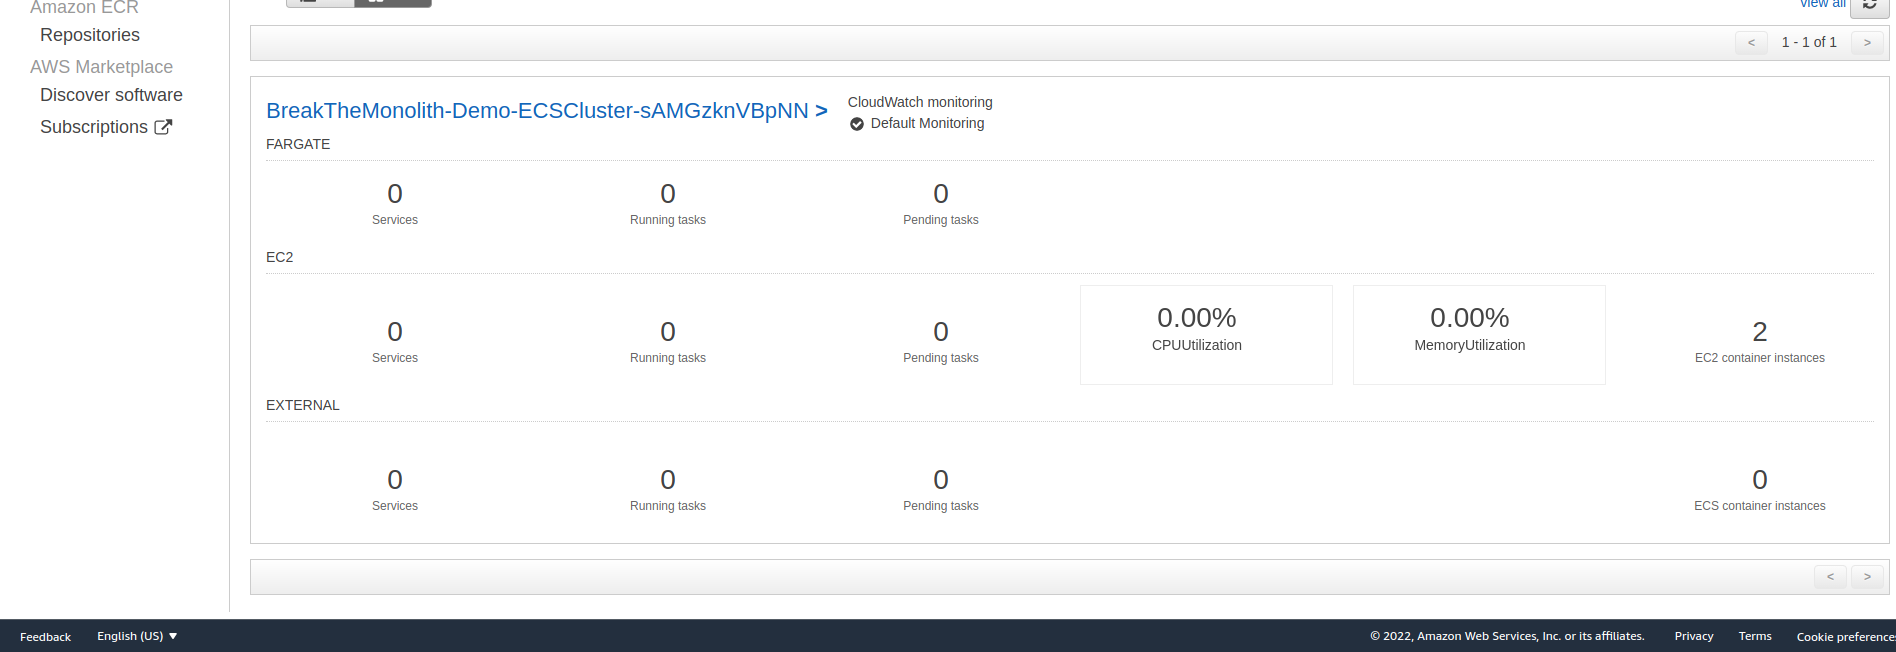 Amazon ECR
Repositories
AWS Marketplace
Discover software
Subscriptions
view all
< 1 - 1 of 1 >
BreakTheMonolith-Demo-ECSCluster-sAMGzknVBpNN >
CloudWatch monitoring
Default Monitoring
FARGATE
0 0 0
Services Running tasks Pending tasks
EC2
0 0 0 0.00% 0.00% 2
Services Running tasks Pending tasks CPUUtilization MemoryUtilization EC2 container instances
EXTERNAL
0 0 0 0
Services Running tasks Pending tasks ECS container instances
< >
Feedback English (US) © 2022, Amazon Web Services, Inc. or its affiliates. Privacy Terms Cookie preferences